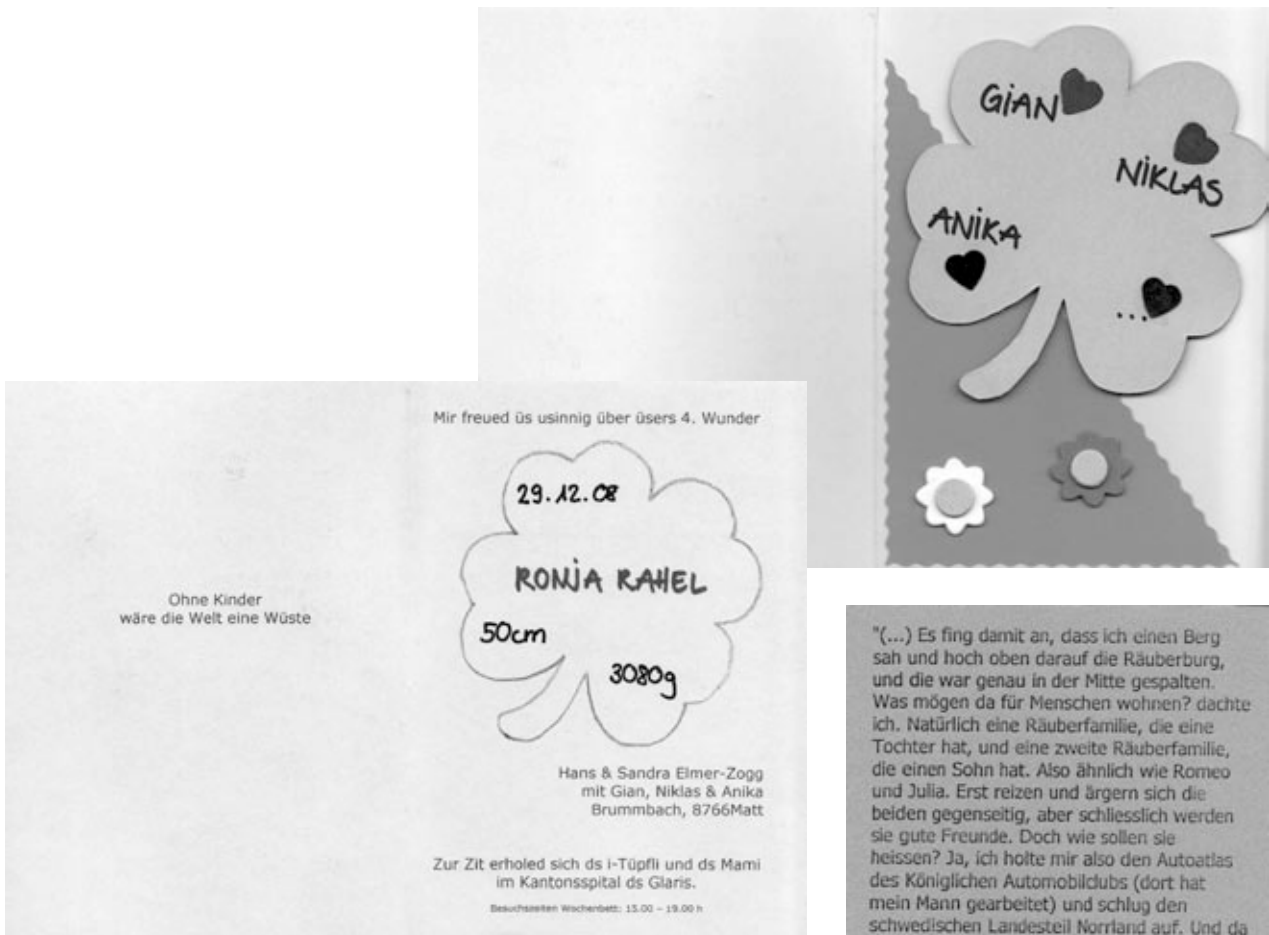 GIAN
NIKLAS
ANIKA
...
Mir freued üs usinnig über üsers 4. Wunder
29.12.08
RONJA RAHEL
50cm
3080g
Ohne Kinder
wäre die Welt eine Wüste
Hans & Sandra Elmer-Zogg
mit Gian, Niklas & Anika
Brummbach, 8766Matt
Zur Zit erholed sich ds i-Tüpfli und ds Mami
im Kantonsspital ds Glaris.
Besuchszeiten Wochenbett: 15.00 – 19.00 h
"(...) Es fing damit an, dass ich einen Berg
sah und hoch oben darauf die Räuberburg,
und die war genau in der Mitte gespalten.
Was mögen da für Menschen wohnen? dachte
ich. Natürlich eine Räuberfamilie, die eine
Tochter hat, und eine zweite Räuberfamilie,
die einen Sohn hat. Also ähnlich wie Romeo
und Julia. Erst reizen und ärgern sich die
beiden gegenseitig, aber schliesslich werden
sie gute Freunde. Doch wie sollen sie
heissen? Ja, ich holte mir also den Autoatlas
des Königlichen Automobilclubs (dort hat
mein Mann gearbeitet) und schlug den
schwedischen Landesteil Norrland auf. Und da